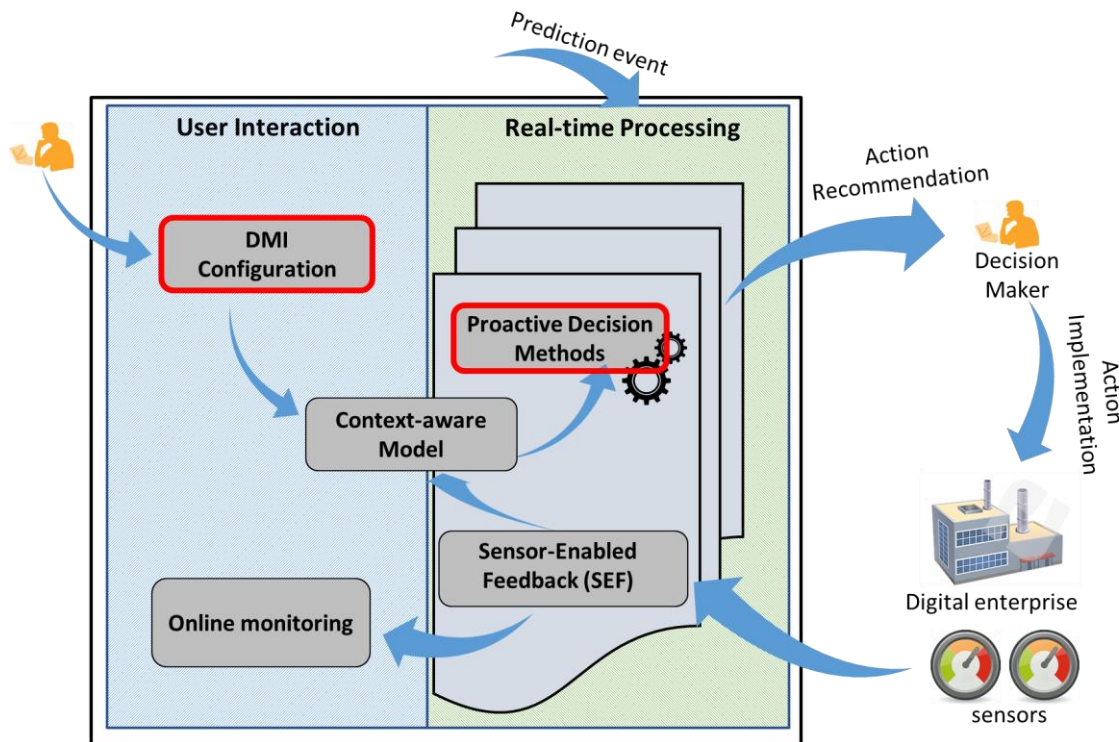 Prediction event
User Interaction
Real-time Processing
Action
Recommendation
DMI
Configuration
Decision
Maker
Proactive Decision
Methods
Action
Implementation
Context-aware
Model
Sensor-Enabled
Feedback (SEF)
Online monitoring
Digital enterprise
sensors